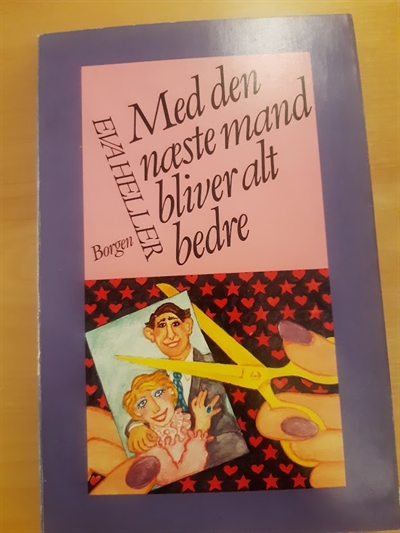 Med den
næste mand
bliver alt
bedre
EVA HELLER
Borgen